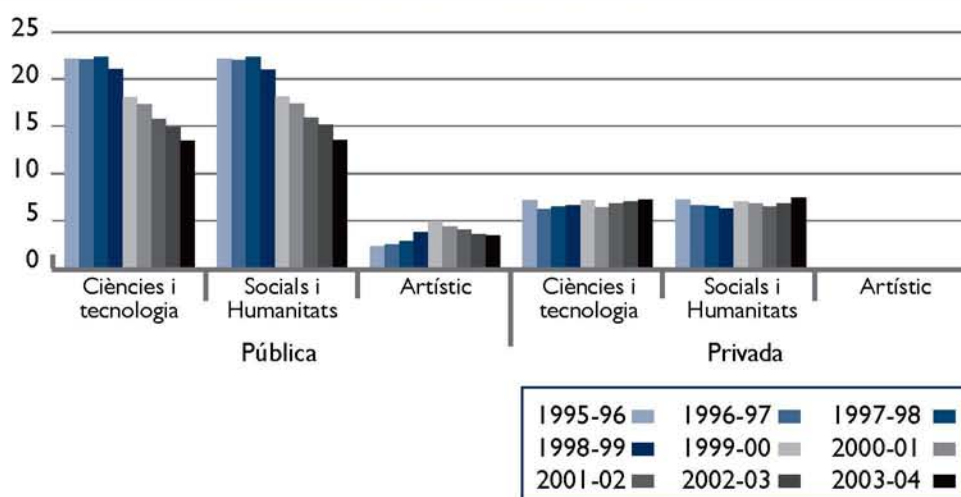 25
20
15
10
5
0
Ciències i
tecnologia
Socials i
Humanitats
Artístic
Ciències i
tecnologia
Socials i
Humanitats
Artístic
Pública
Privada
1995-96
1996-97
1997-98
1998-99
1999-00
2000-01
2001-02
2002-03
2003-04